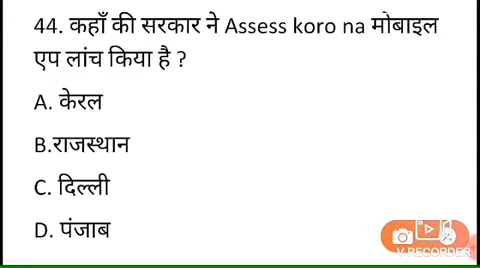 44. कहाँ की सरकार ने Assess koro na मोबाइल
एप लांच किया है ?
A. केरल
B.राजस्थान
C. दिल्ली
D. पंजाब
V RECORDER